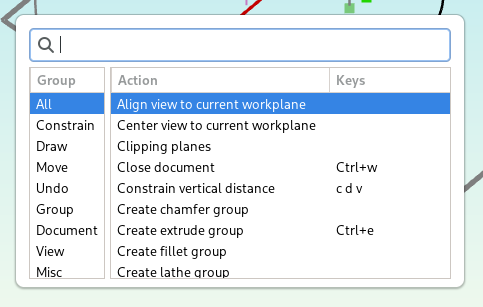 Group Action Keys
All Align view to current workplane
Constrain Center view to current workplane
Draw Clipping planes
Move Close document Ctrl+w
Undo Constrain vertical distance c d v
Group Create chamfer group
Document Create extrude group Ctrl+e
View Create fillet group
Misc Create lathe group